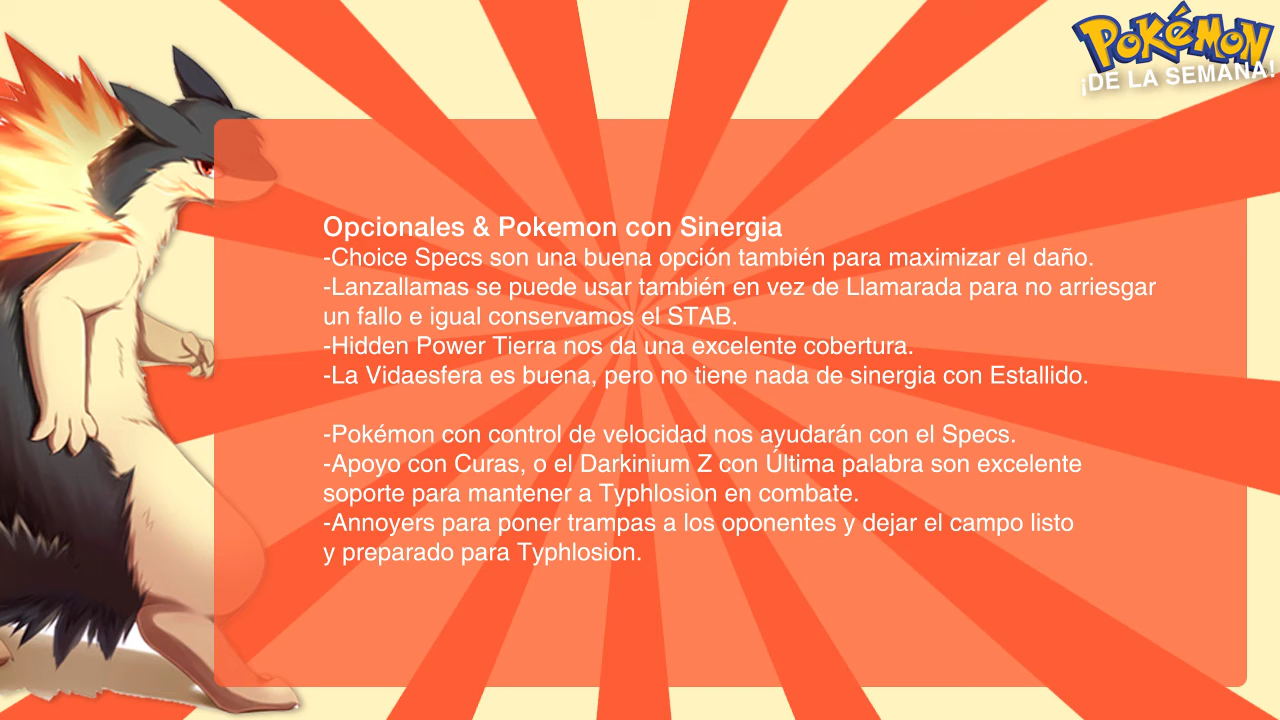 POKÉMON
¡DE LA SEMANA!
Opcionales & Pokemon con Sinergia
-Choice Specs son una buena opción también para maximizar el daño.
-Lanzallamas se puede usar también en vez de Llamarada para no arriesgar
un fallo e igual conservamos el STAB.
-Hidden Power Tierra nos da una excelente cobertura.
-La Vidaesfera es buena, pero no tiene nada de sinergia con Estallido.
-Pokémon con control de velocidad nos ayudarán con el Specs.
-Apoyo con Curas, o el Darkinium Z con Última palabra son excelente
soporte para mantener a Typhlosion en combate.
-Annoyers para poner trampas a los oponentes y dejar el campo listo
y preparado para Typhlosion.